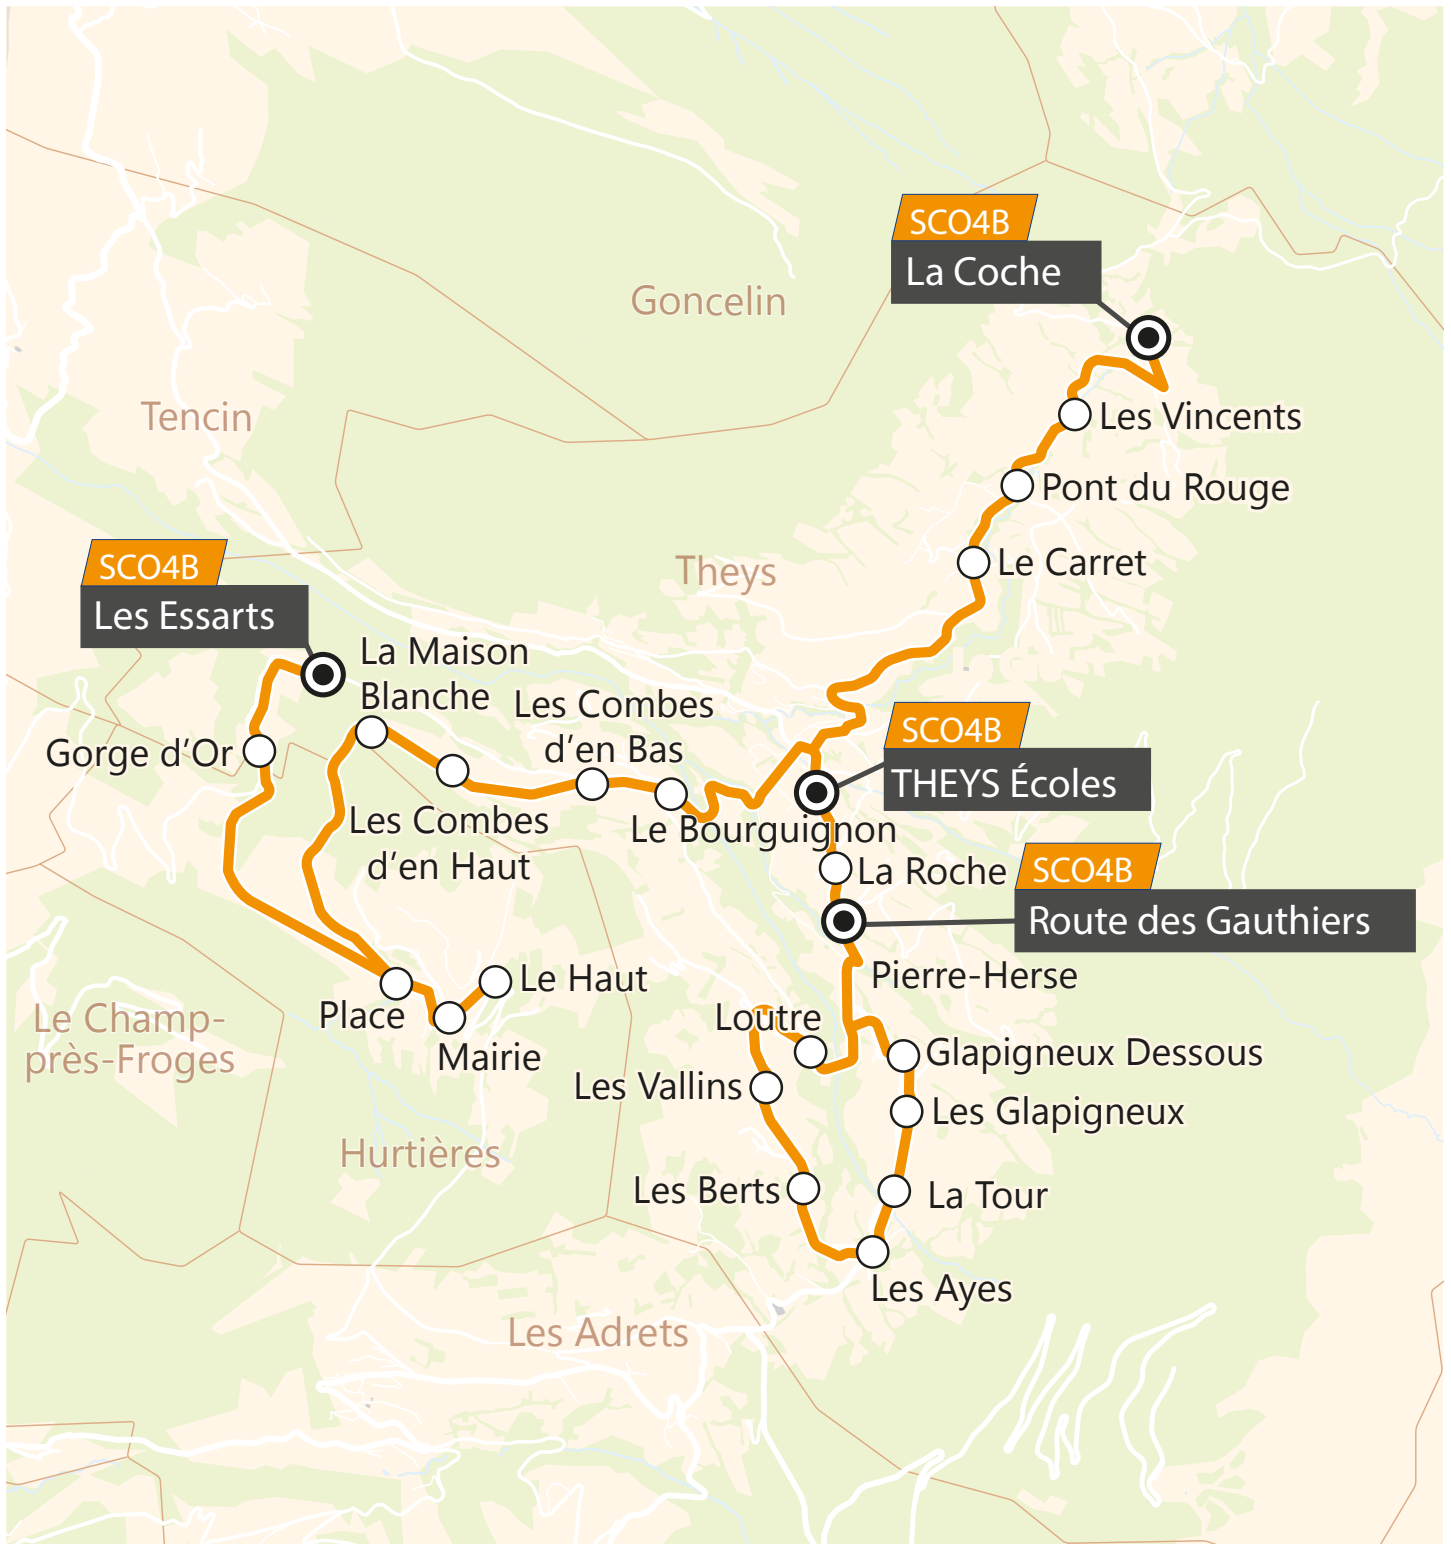 SCO4B
La Coche
Goncelin
Tencin
Les Vincents
Pont du Rouge
Theys
Le Carret
SCO4B
Les Essarts
La Maison
Blanche
Les Combes
d'en Bas
Gorge d'Or
SCO4B
THEYS Écoles
Les Combes
d'en Haut
Le Bourguignon
La Roche
SCO4B
Route des Gauthiers
Pierre-Herse
Le Haut
Place
Mairie
Le Champ-
près-Froges
Loutre
Glapigneux Dessous
Les Vallins
Les Glapigneux
Hurtières
Les Berts
La Tour
Les Ayes
Les Adrets